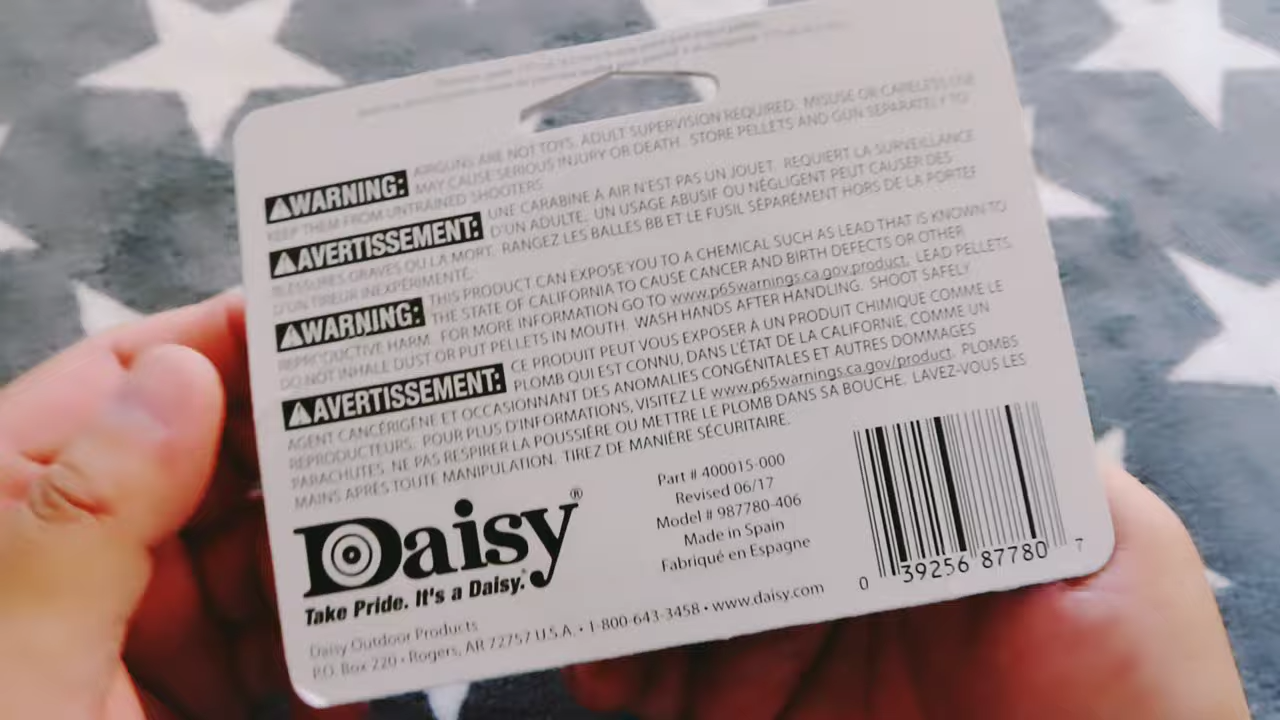 ⚠WARNING: AIRGUNS ARE NOT TOYS. ADULT SUPERVISION REQUIRED. MISUSE OR CARELESS USE
MAY CAUSE SERIOUS INJURY OR DEATH. STORE PELLETS AND GUN SEPARATELY TO
KEEP THEM FROM UNTRAINED SHOOTERS.
⚠AVERTISSEMENT: UNE CARABINE À AIR N'EST PAS UN JOUET. REQUIERT LA SURVEILLANCE
D'UN ADULTE. UN USAGE ABUSIF OU NÉGLIGENT PEUT CAUSER DES
BLESSURES GRAVES OU LA MORT. RANGEZ LES BALLES BB ET LE FUSIL SÉPARÉMENT HORS DE LA PORTÉE
D'UN TIREUR INEXPÉRIMENTÉ.
⚠WARNING: THIS PRODUCT CAN EXPOSE YOU TO A CHEMICAL SUCH AS LEAD THAT IS KNOWN TO
THE STATE OF CALIFORNIA TO CAUSE CANCER AND BIRTH DEFECTS OR OTHER
REPRODUCTIVE HARM. FOR MORE INFORMATION GO TO www.p65warnings.ca.gov.product. LEAD PELLETS.
DO NOT INHALE DUST OR PUT PELLETS IN MOUTH. WASH HANDS AFTER HANDLING. SHOOT SAFELY
⚠AVERTISSEMENT: CE PRODUIT PEUT VOUS EXPOSER À UN PRODUIT CHIMIQUE COMME LE
PLOMB QUI EST CONNU, DANS L'ÉTAT DE LA CALIFORNIE, COMME UN
AGENT CANCÉRIGÈNE ET OCCASIONNANT DES ANOMALIES CONGÉNITALES ET AUTRES DOMMAGES
REPRODUCTEURS. POUR PLUS D'INFORMATIONS, VISITEZ LE www.p65warnings.ca.gov/product. PLOMBS
PARACHUTES. NE PAS RESPIRER LA POUSSIÈRE OU METTRE LE PLOMB DANS SA BOUCHE. LAVEZ-VOUS LES
MAINS APRÈS TOUTE MANIPULATION. TIREZ DE MANIÈRE SÉCURITAIRE.
Daisy®
Take Pride. It's a Daisy.
Part # 400015-000
Revised 06/17
Model # 987780-406
Made in Spain
Fabriqué en Espagne
0 39256 87780 7
Daisy Outdoor Products
P.O. Box 220 • Rogers, AR 72757 U.S.A. • 1-800-643-3458 • www.daisy.com